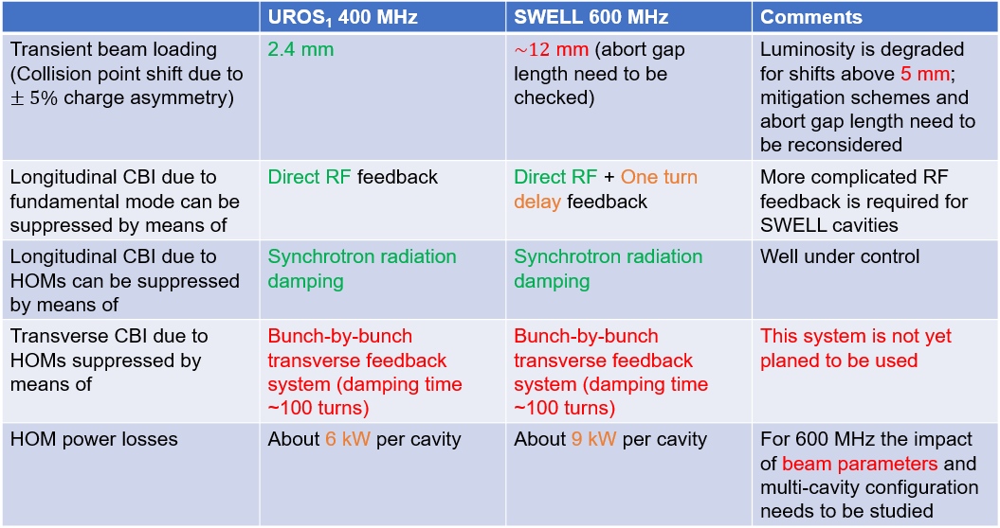 UROS₁ 400 MHz
SWELL 600 MHz
Comments
Transient beam loading
(Collision point shift due to
± 5% charge asymmetry)
2.4 mm
~12 mm (abort gap
length need to be
checked)
Luminosity is degraded
for shifts above 5 mm;
mitigation schemes and
abort gap length need to
be reconsidered
Longitudinal CBI due to
fundamental mode can be
suppressed by means of
Direct RF feedback
Direct RF + One turn
delay feedback
More complicated RF
feedback is required for
SWELL cavities
Longitudinal CBI due to
HOMs can be suppressed
by means of
Synchrotron radiation
damping
Synchrotron radiation
damping
Well under control
Transverse CBI due to
HOMs suppressed by
means of
Bunch-by-bunch
transverse feedback
system (damping time
~100 turns)
Bunch-by-bunch
transverse feedback
system (damping time
~100 turns)
This system is not yet
planed to be used
HOM power losses
About 6 kW per cavity
About 9 kW per cavity
For 600 MHz the impact
of beam parameters and
multi-cavity configuration
needs to be studied